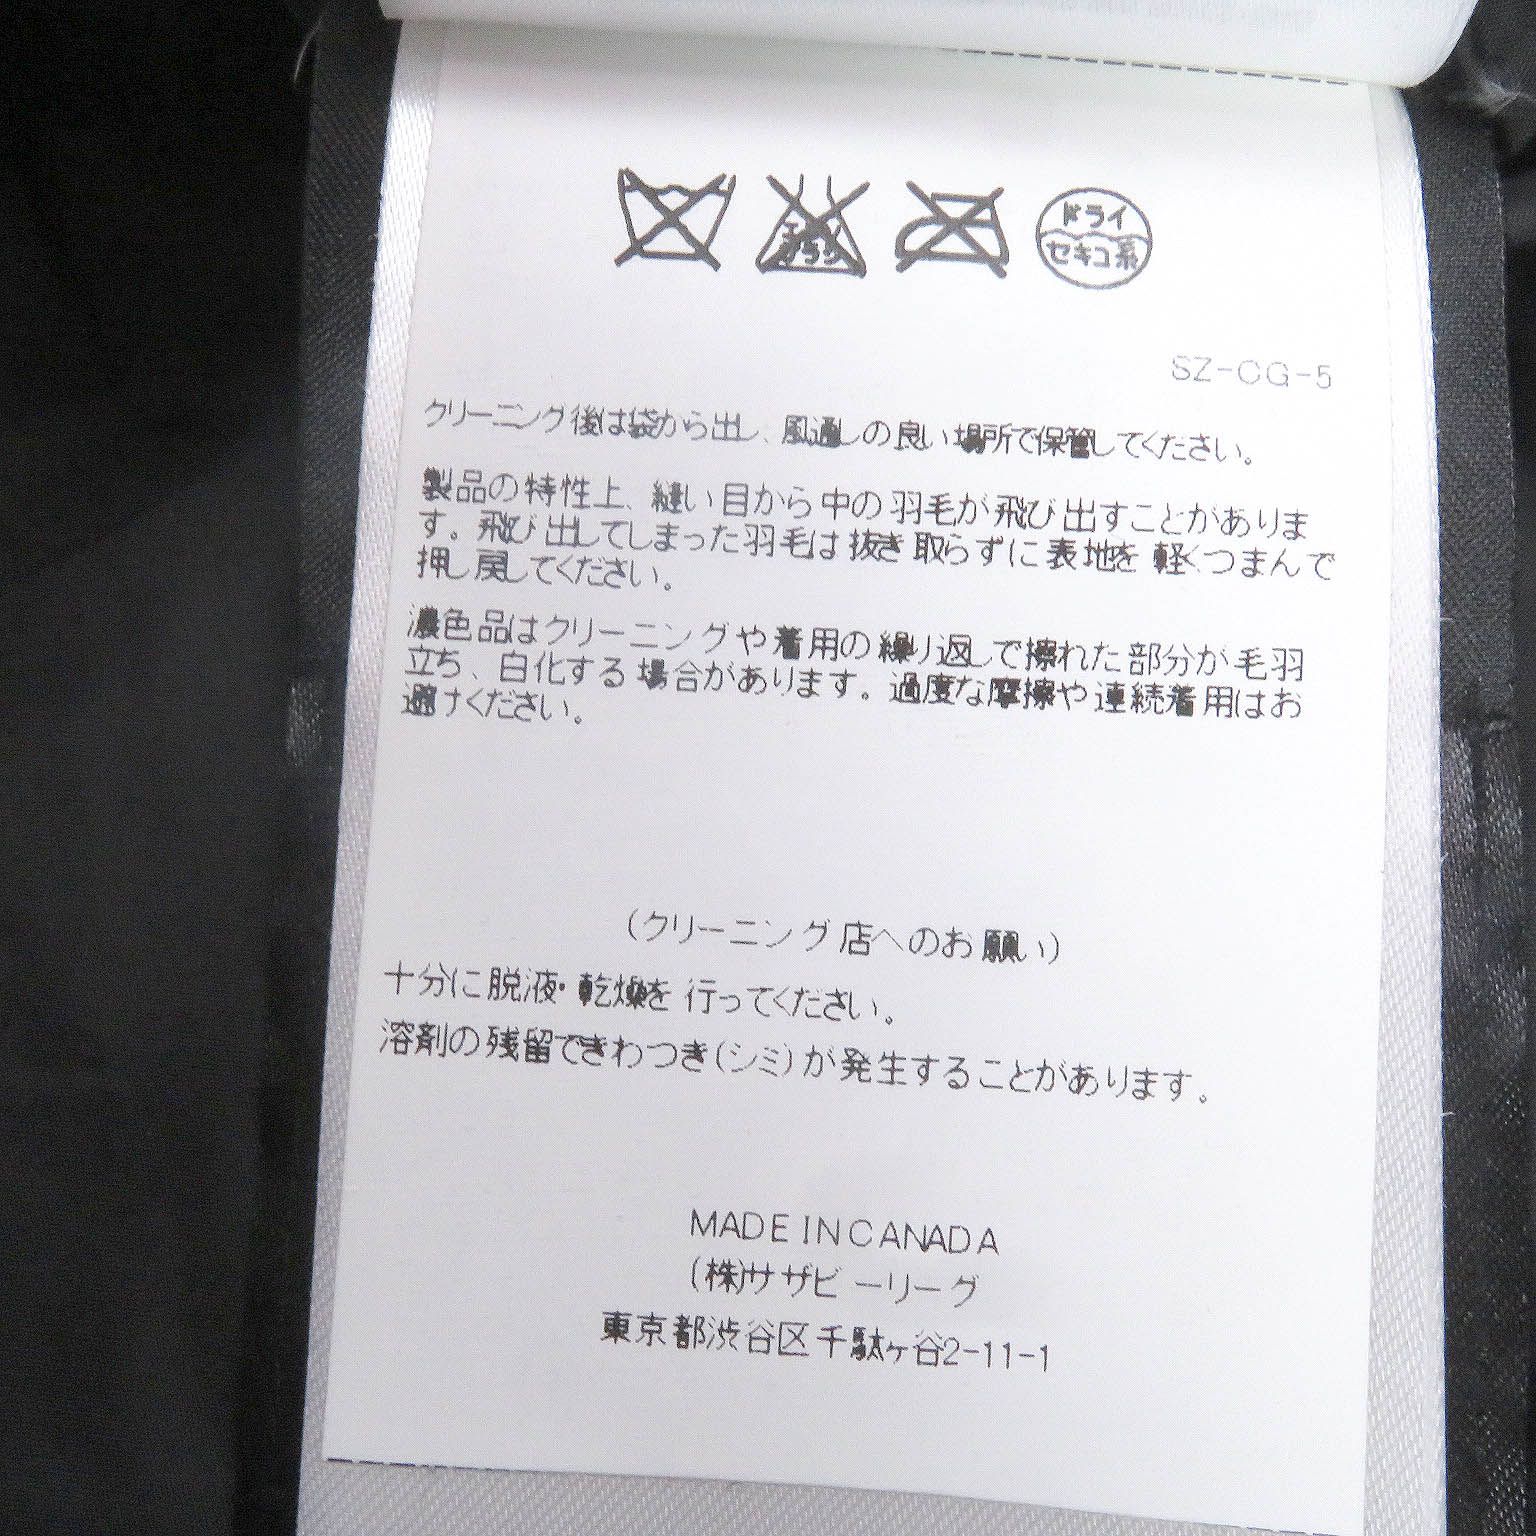 エンソ
サラシ
ドライ
セキユ系
SZ-CG-5
クリーニング後は袋から出し、風通しの良い場所で保管してください。
製品の特性上、縫い目から中の羽毛が飛び出すことがありま
す。飛び出してしまった羽毛は抜き取らずに表地を軽くつまんで
押し戻してください。
濃色品はクリーニングや着用の繰り返しで擦れた部分が毛羽
立ち、白化する場合があります。過度な摩擦や連続着用はお
避けください。
(クリーニング店へのお願い)
十分に脱液・乾燥を行ってください。
溶剤の残留できわつき(シミ)が発生することがあります。
MADE IN CANADA
(株)サザビーリーグ
東京都渋谷区千駄ヶ谷2-11-1